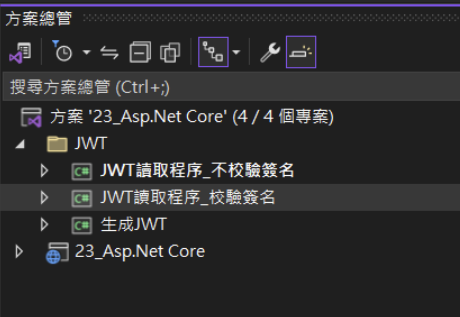 方案總管
搜尋方案總管 (Ctrl+;)
方案 '23_Asp.Net Core' (4 / 4 個專案)
JWT
JWT讀取程序_不校驗簽名
JWT讀取程序_校驗簽名
生成JWT
23_Asp.Net Core